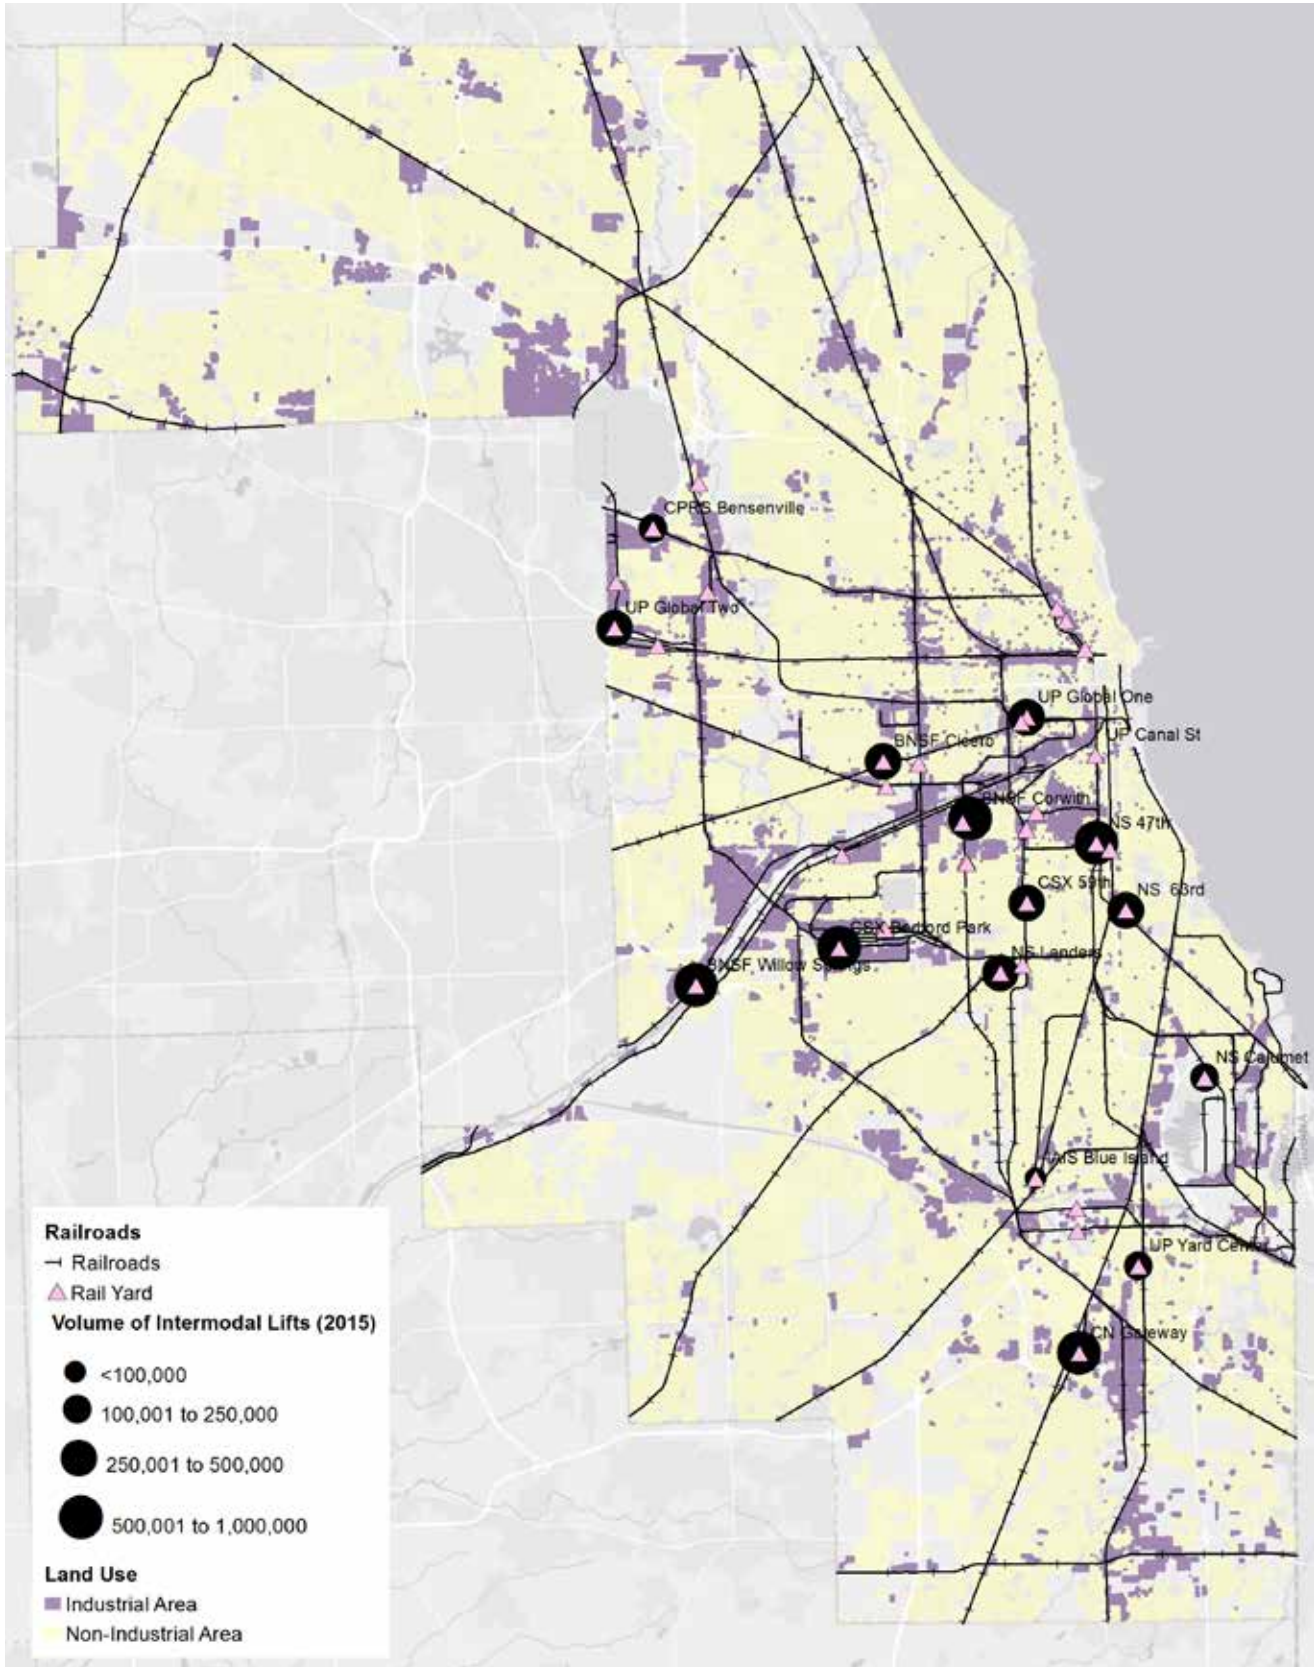 CPRS Bensenville
UP Global Two
UP Global One
UP Canal St
BNSF Cicero
BNSF Corwith
NS 47th
CSX 59th
NS 63rd
CSX Bedford Park
NS Landers
BNSF Willow Springs
NS Calumet
IAIS Blue Island
UP Yard Center
CN Gateway
Railroads
Railroads
Rail Yard
Volume of Intermodal Lifts (2015)
<100,000
100,001 to 250,000
250,001 to 500,000
500,001 to 1,000,000
Land Use
Industrial Area
Non-Industrial Area